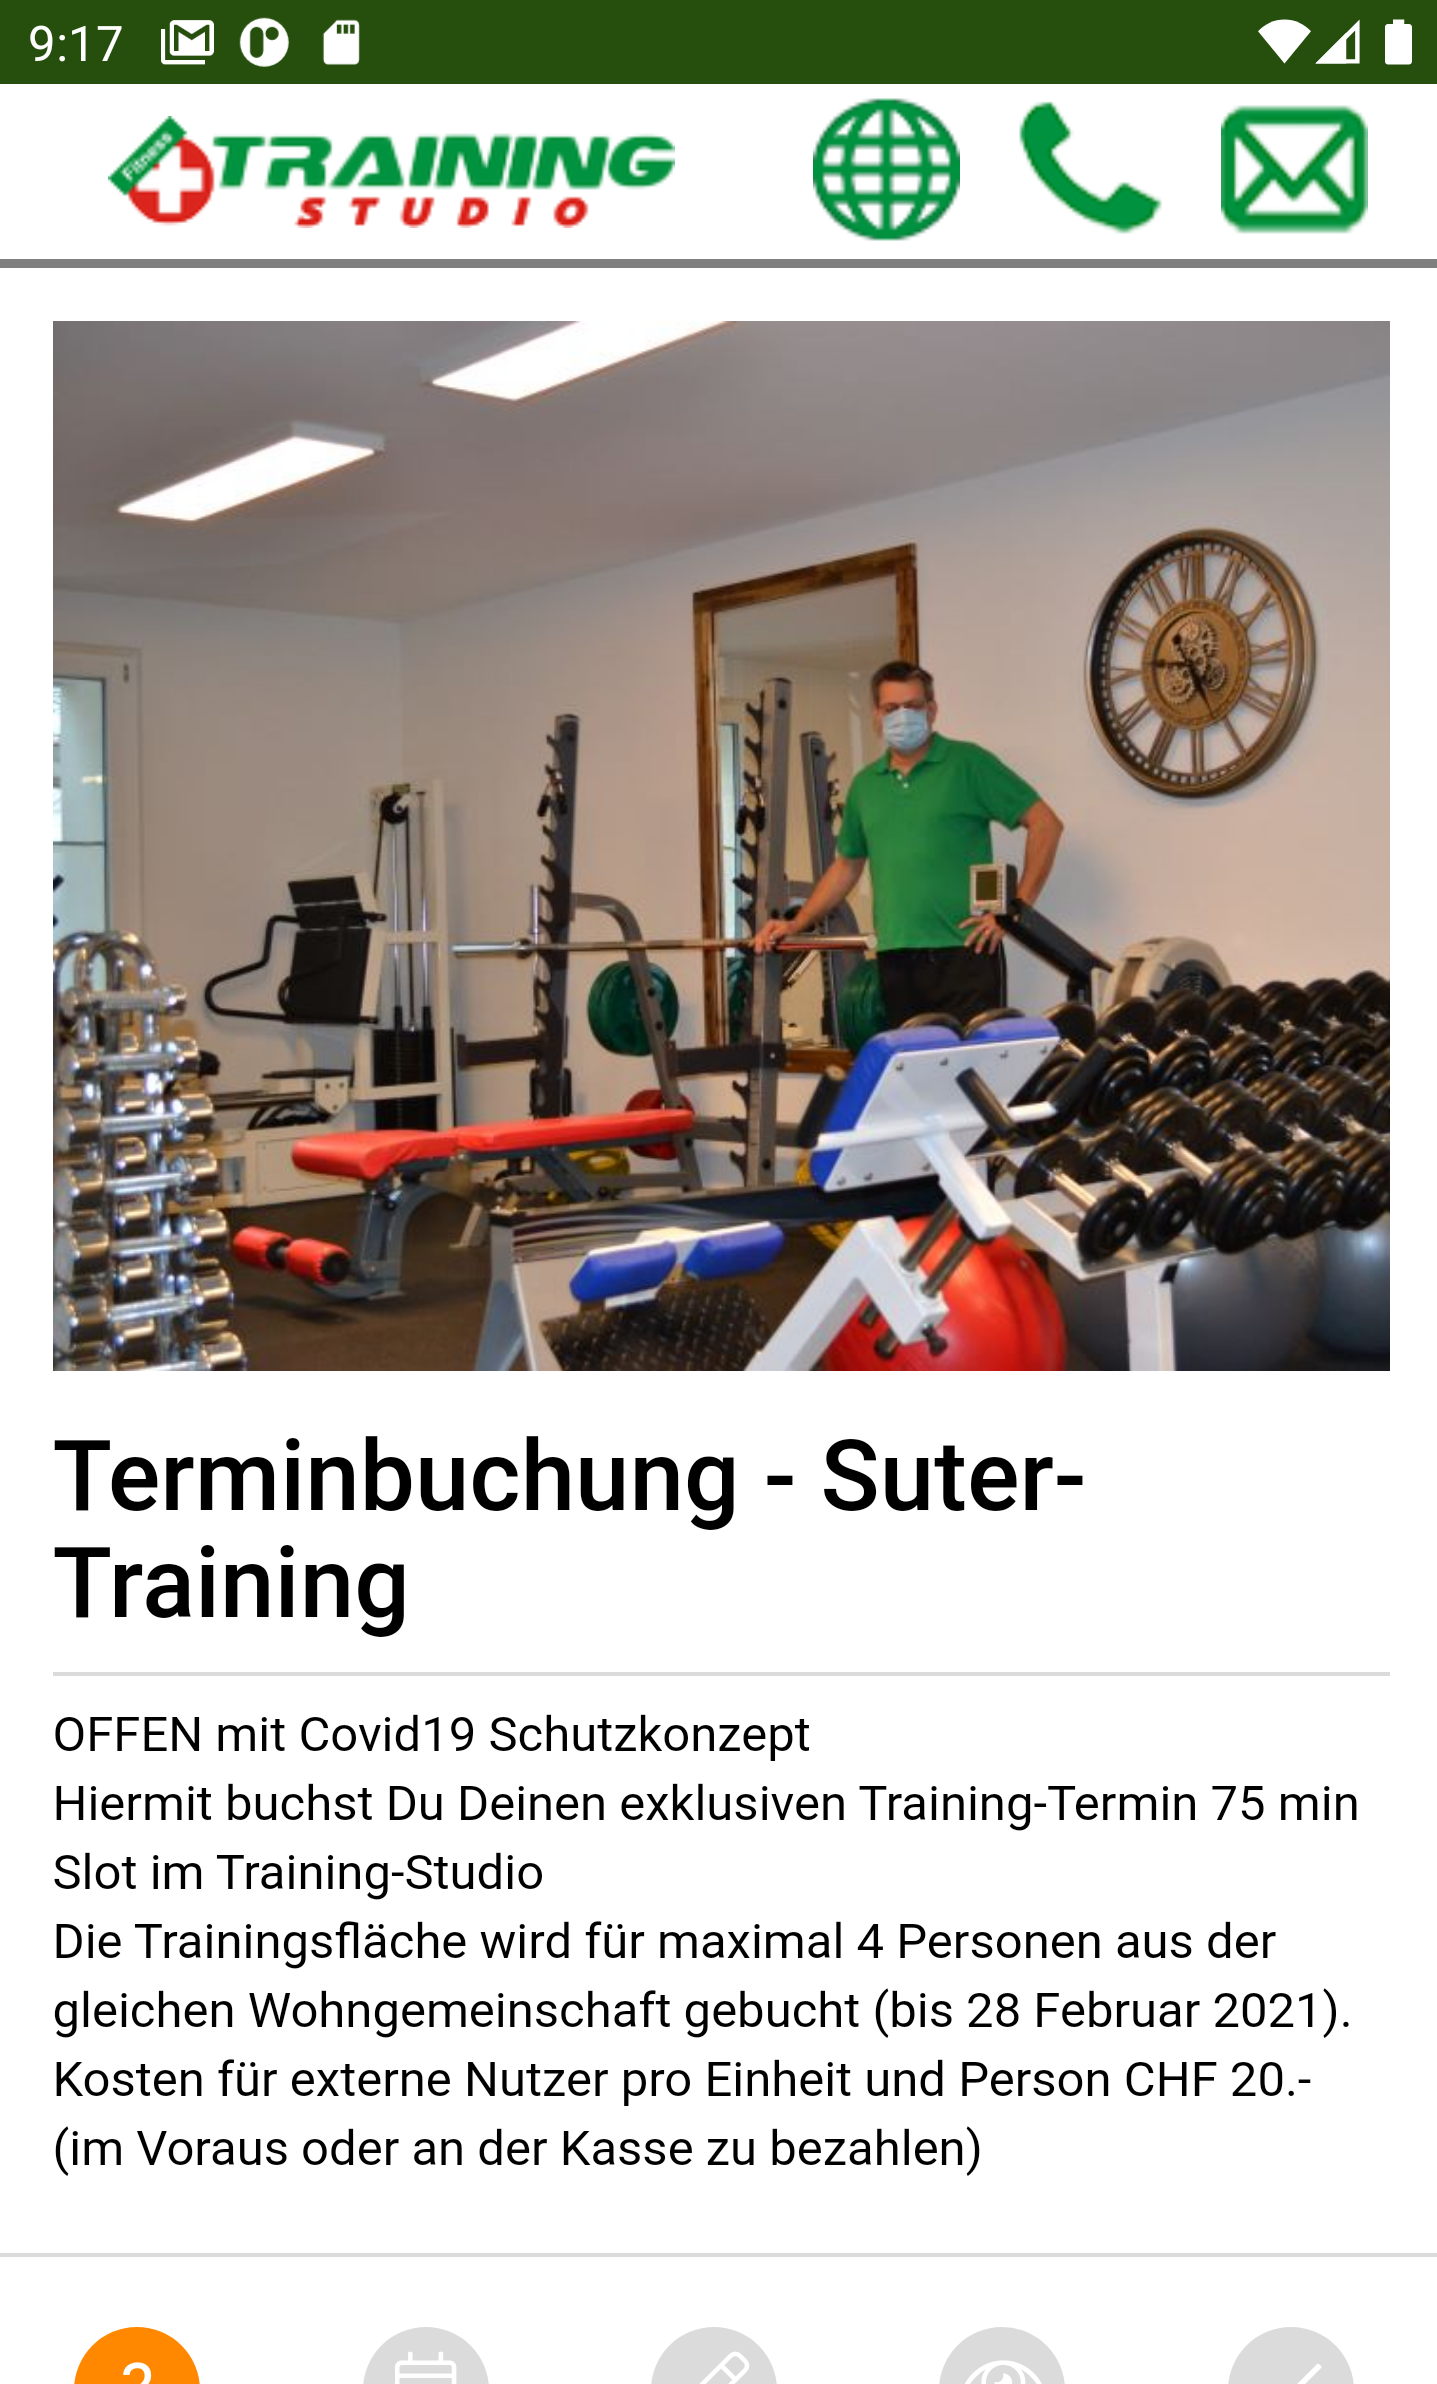 9:17
Fitness
TRAINING
STUDIO
Terminbuchung - Suter-
Training
OFFEN mit Covid19 Schutzkonzept
Hiermit buchst Du Deinen exklusiven Training-Termin 75 min
Slot im Training-Studio
Die Trainingsfläche wird für maximal 4 Personen aus der
gleichen Wohngemeinschaft gebucht (bis 28 Februar 2021).
Kosten für externe Nutzer pro Einheit und Person CHF 20.-
(im Voraus oder an der Kasse zu bezahlen)